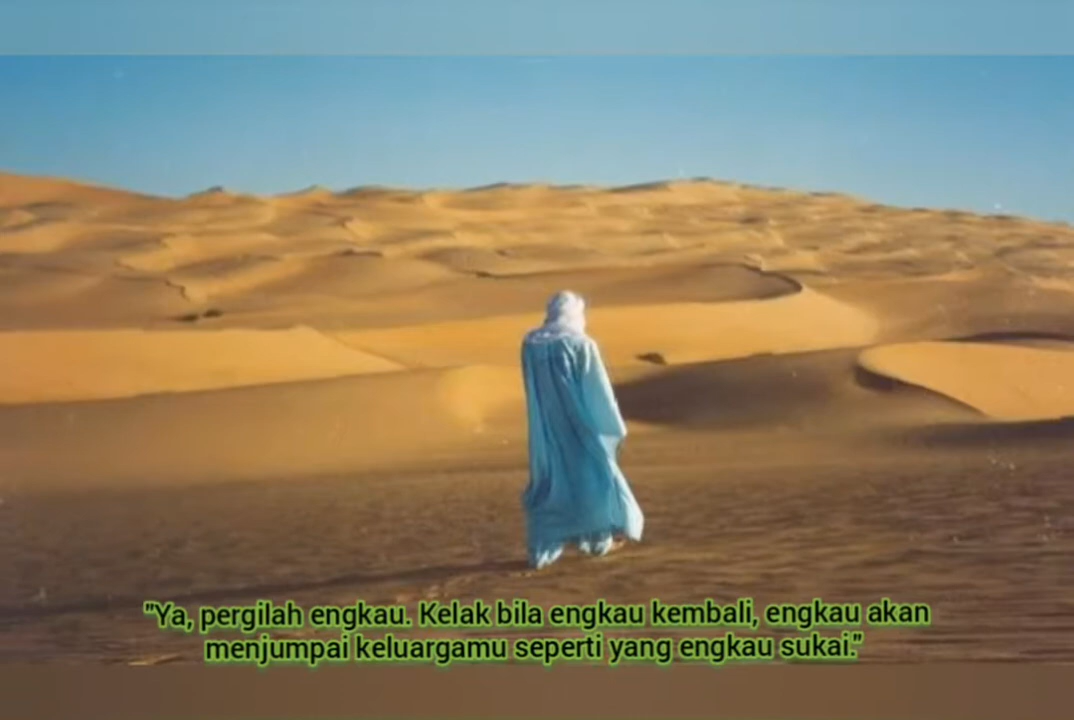 "Ya, pergilah engkau. Kelak bila engkau kembali, engkau akan
menjumpai keluargamu seperti yang engkau sukai."